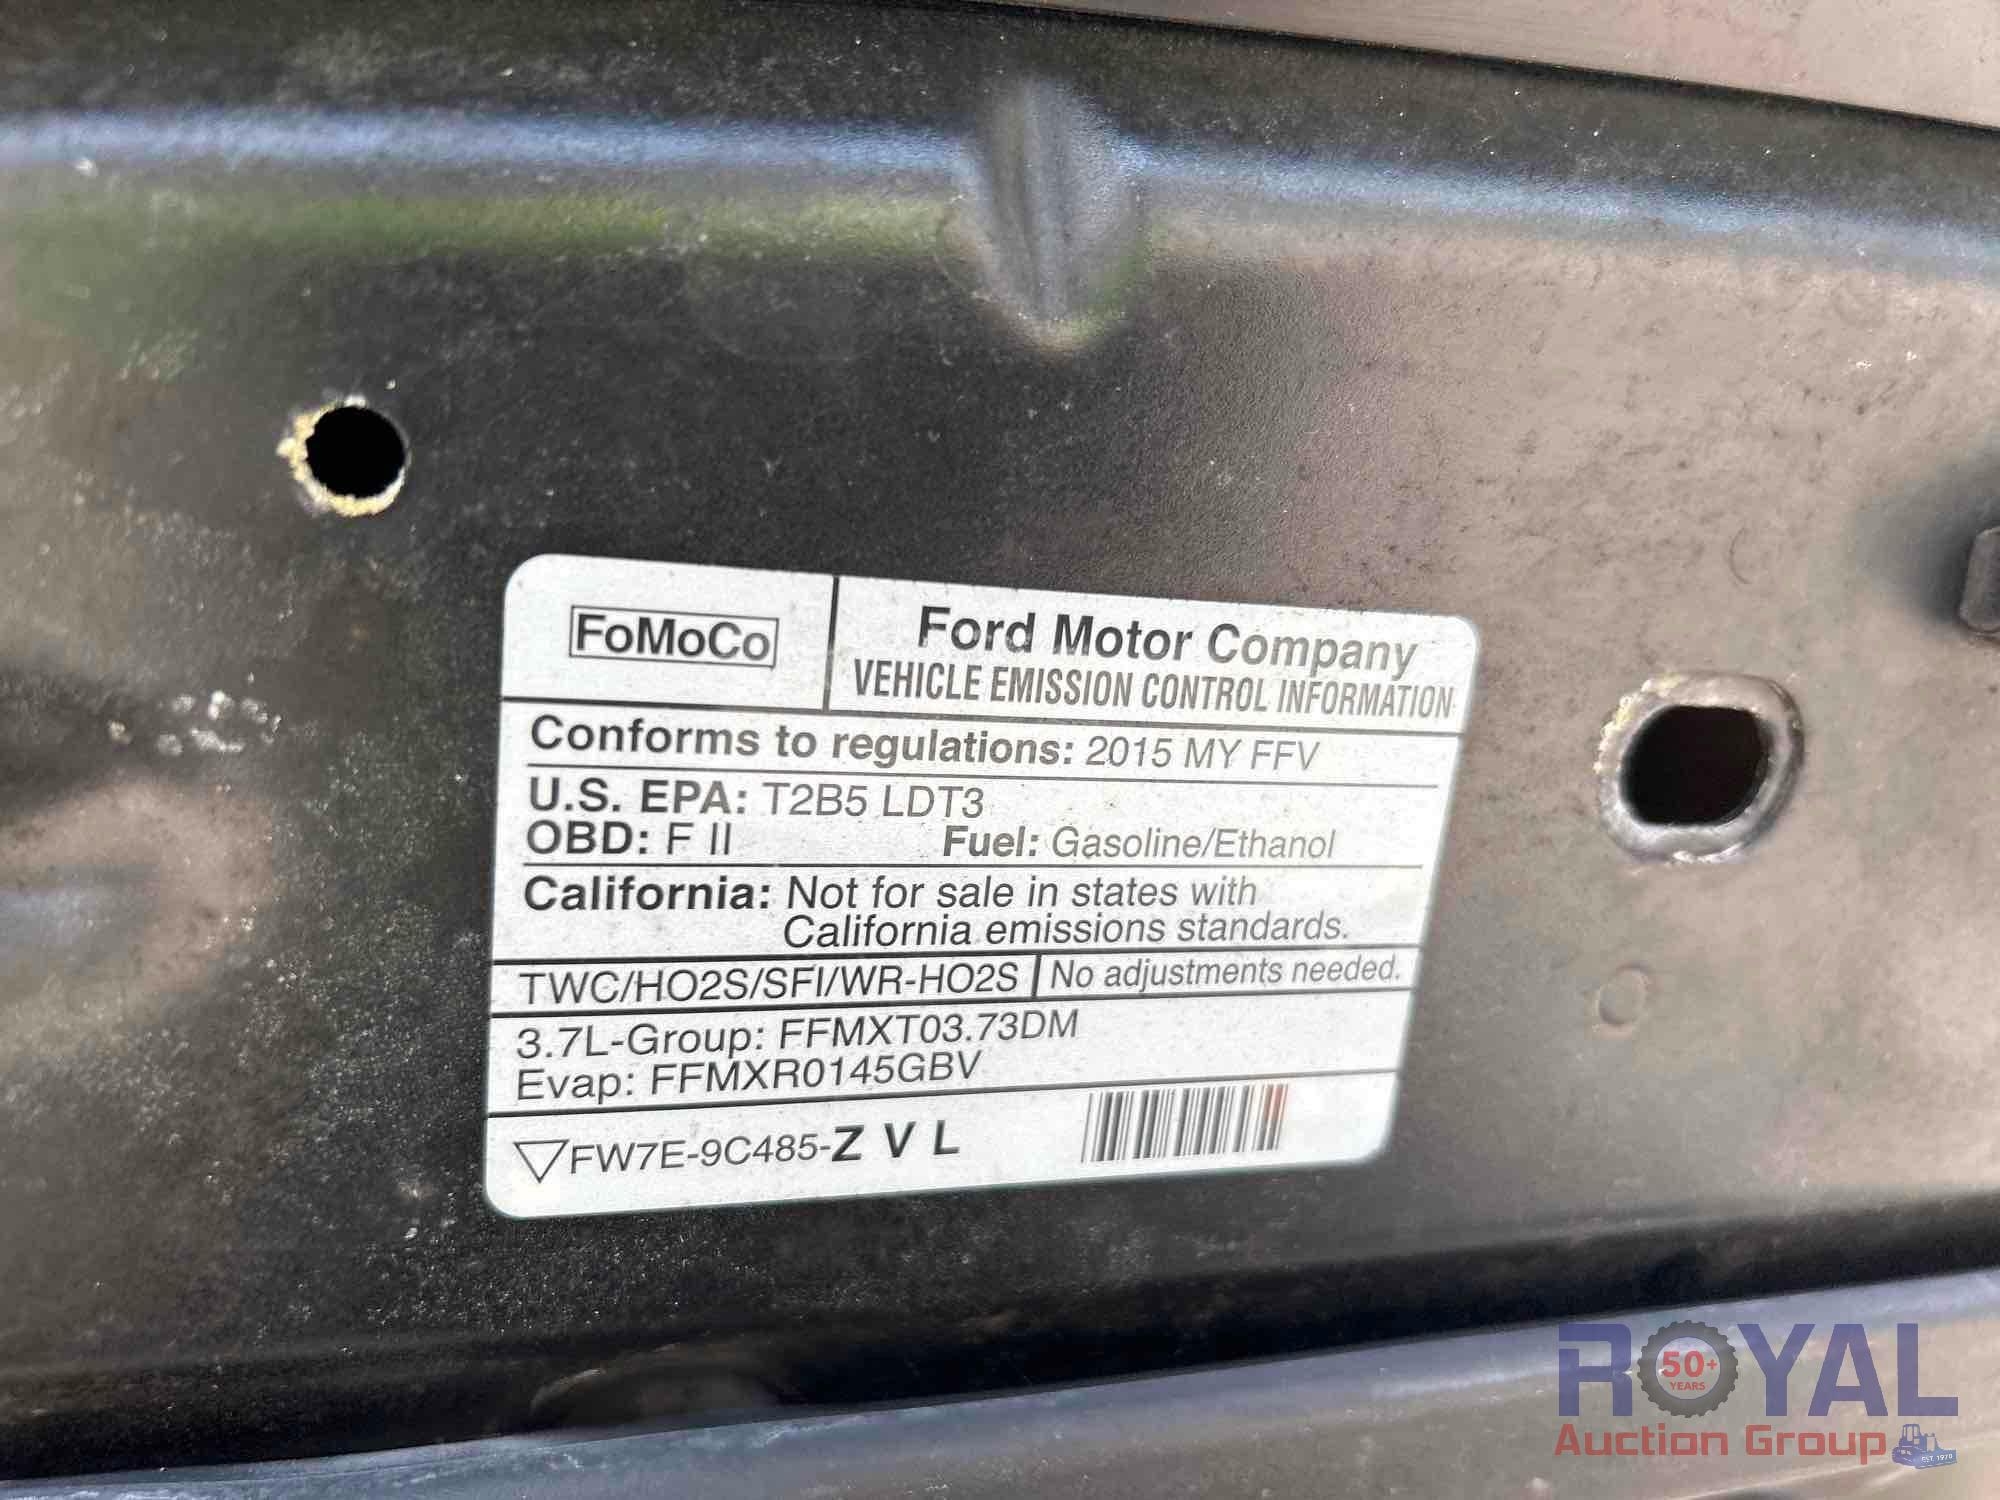 FoMoCo
Ford Motor Company
VEHICLE EMISSION CONTROL INFORMATION
Conforms to regulations: 2015 MY FFV
U.S. EPA: T2B5 LDT3
OBD: F II Fuel: Gasoline/Ethanol
California: Not for sale in states with
California emissions standards.
TWC/HO2S/SFI/WR-HO2S No adjustments needed.
3.7L-Group: FFMXT03.73DM
Evap: FFMXR0145GBV
FW7E-9C485-Z V L
ROYAL
50+
YEARS
Auction Group
EST. 1970